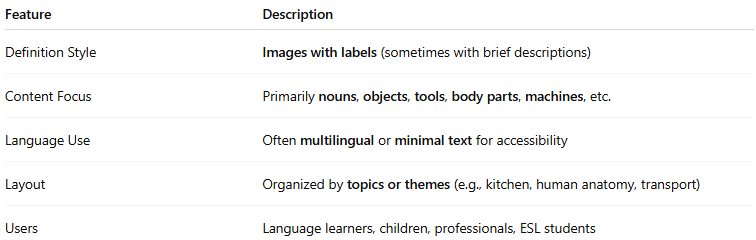 Feature Description
Definition Style Images with labels (sometimes with brief descriptions)
Content Focus Primarily nouns, objects, tools, body parts, machines, etc.
Language Use Often multilingual or minimal text for accessibility
Layout Organized by topics or themes (e.g., kitchen, human anatomy, transport)
Users Language learners, children, professionals, ESL students